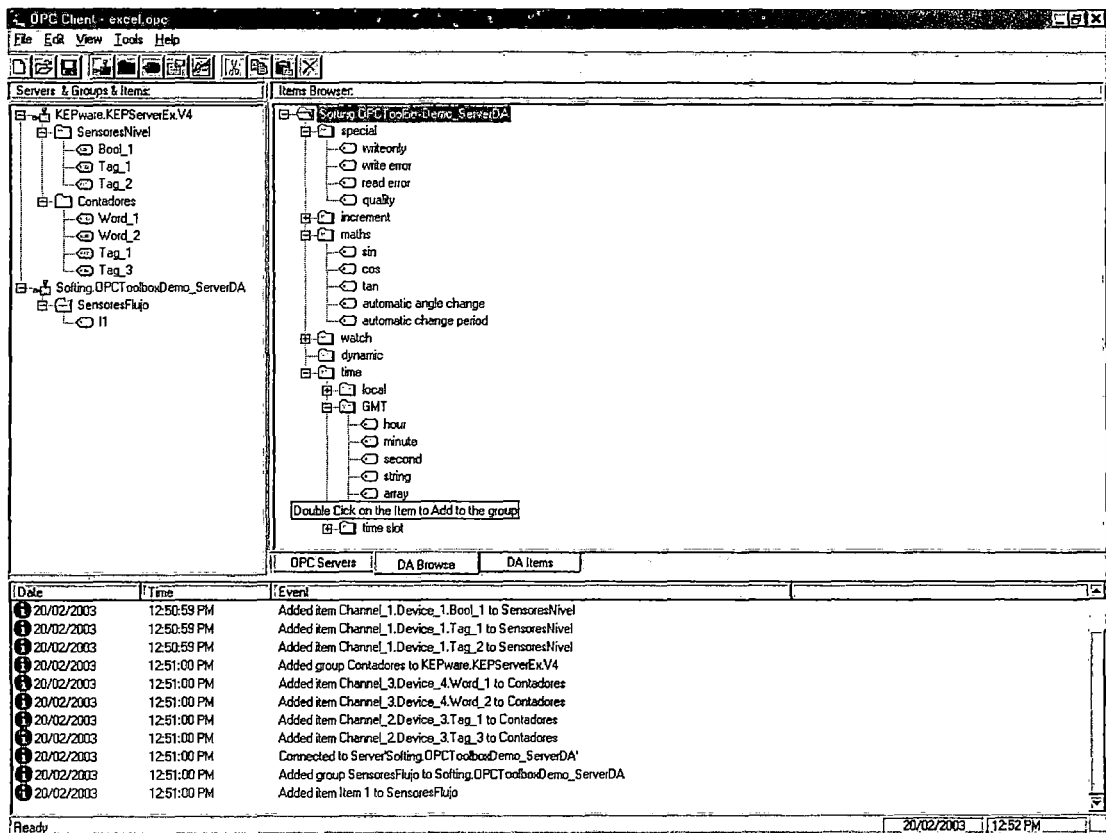 OPC Client - excel.opc
File Edit View Tools Help
Servers & Groups & Items:
KEPware.KEPServerEx.V4
SensoresNivel
Bool_1
Tag_1
Tag_2
Contadores
Word_1
Word_2
Tag_1
Tag_3
Softing.OPCToolboxDemo_ServerDA
SensoresFlujo
I1
Items Browser:
Softing.OPCToolboxDemo_ServerDA
special
writeonly
write error
read error
quality
increment
maths
sin
cos
tan
automatic angle change
automatic change period
watch
dynamic
time
local
GMT
hour
minute
second
string
array
Double Cick on the Item to Add to the group
time slot
OPC Servers DA Browse DA Items
Date Time Event
20/02/2003 12:50:59 PM Added item Channel_1.Device_1.Bool_1 to SensoresNivel
20/02/2003 12:50:59 PM Added item Channel_1.Device_1.Tag_1 to SensoresNivel
20/02/2003 12:50:59 PM Added item Channel_1.Device_1.Tag_2 to SensoresNivel
20/02/2003 12:51:00 PM Added group Contadores to KEPware.KEPServerEx.V4
20/02/2003 12:51:00 PM Added item Channel_3.Device_4.Word_1 to Contadores
20/02/2003 12:51:00 PM Added item Channel_3.Device_4.Word_2 to Contadores
20/02/2003 12:51:00 PM Added item Channel_2.Device_3.Tag_1 to Contadores
20/02/2003 12:51:00 PM Added item Channel_2.Device_3.Tag_3 to Contadores
20/02/2003 12:51:00 PM Connected to Server'Softing.OPCToolboxDemo_ServerDA'
20/02/2003 12:51:00 PM Added group SensoresFlujo to Softing.OPCToolboxDemo_ServerDA
20/02/2003 12:51:00 PM Added item Item 1 to SensoresFlujo
Ready 20/02/2003 12:52 PM